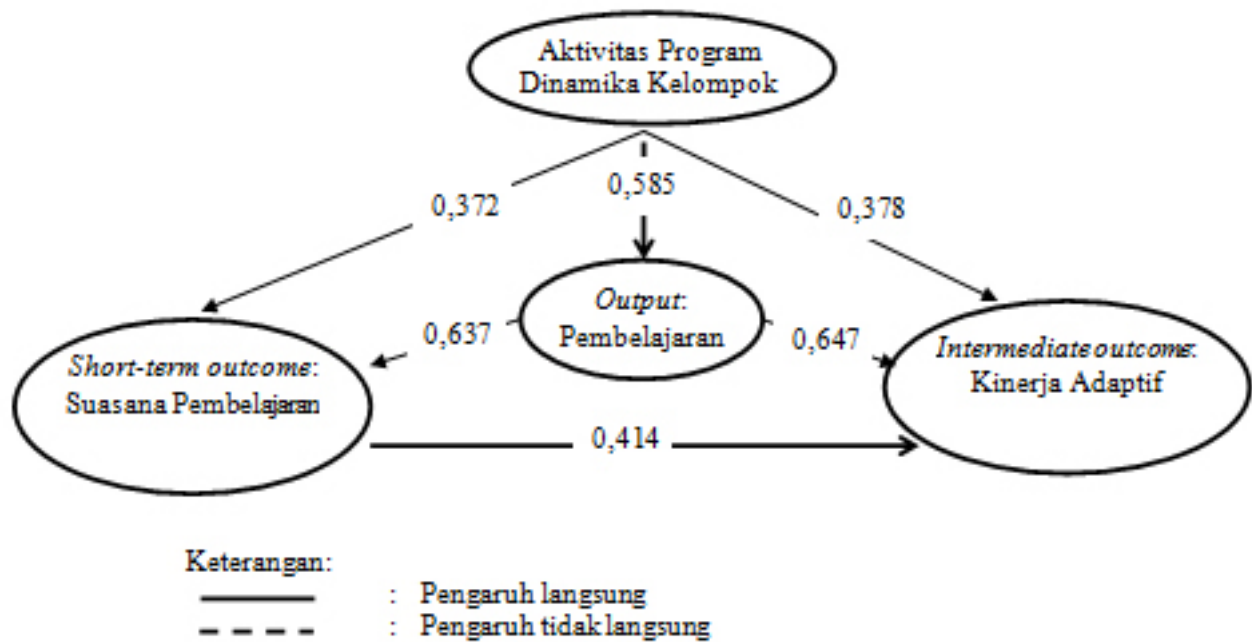 Aktivitas Program
Dinamika Kelompok
0,585
0,372
0,378
Output:
Pembelajaran
0,637
0,647
Short-term outcome:
Suasana Pembelajaran
Intermediate outcome:
Kinerja Adaptif
0,414
Keterangan:
: Pengaruh langsung
: Pengaruh tidak langsung